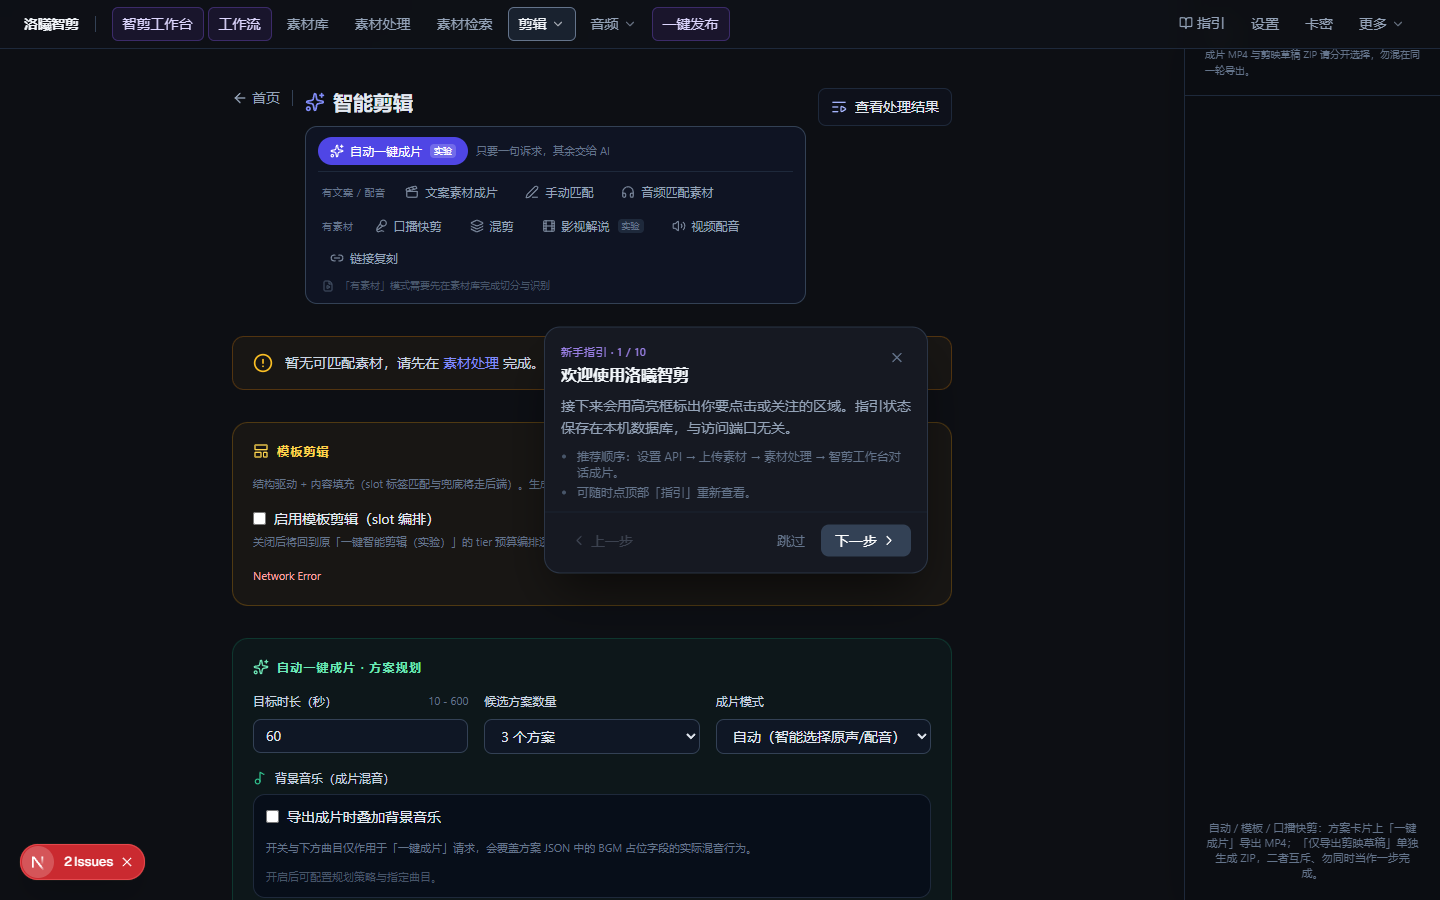 洛曦智剪
智剪工作台
工作流
素材库
素材处理
素材检索
剪辑
音频
一键发布
指引
设置
卡密
更多
成片 MP4 与剪映草稿 ZIP 请分开选择，勿混在同
一轮导出。
首页
智能剪辑
查看处理结果
自动一键成片 实验
只要一句诉求，其余交给 AI
有文案 / 配音
文案素材成片
手动匹配
音频匹配素材
有素材
口播快剪
混剪
影视解说 实验
视频配音
链接复刻
「有素材」模式需要先在素材库完成切分与识别
暂无可匹配素材，请先在 素材处理 完成。
新手指引 · 1 / 10
欢迎使用洛曦智剪
接下来会用高亮框标出你要点击或关注的区域。指引状态
保存在本机数据库，与访问端口无关。
推荐顺序：设置 API → 上传素材 → 素材处理 → 智剪工作台对
话成片。
可随时点顶部「指引」重新查看。
上一步
跳过
下一步
模板剪辑
结构驱动 + 内容填充（slot 标签匹配与兜底将走后端）。生
启用模板剪辑（slot 编排）
关闭后将回到原「一键智能剪辑（实验）」的 tier 预算编排
Network Error
自动一键成片 · 方案规划
目标时长（�）
10 - 600
60
候选方案数量
3 个方案
成片模式
自动（智能选择原声/配音）
背景音乐（成片混音）
导出成片时叠加背景音乐
开关与下方曲目仅作用于「一键成片」请求，会覆盖方案 JSON 中的 BGM 占位字段的实际混音行为。
开启后可配置规划策略与指定曲目。
N
2 Issues
自动 / 模板 / 口播快剪：方案卡片上「一键
成片」导出 MP4；「仅导出剪映草稿」单独
生成 ZIP，二者互斥、勿同时当作一步完
成。